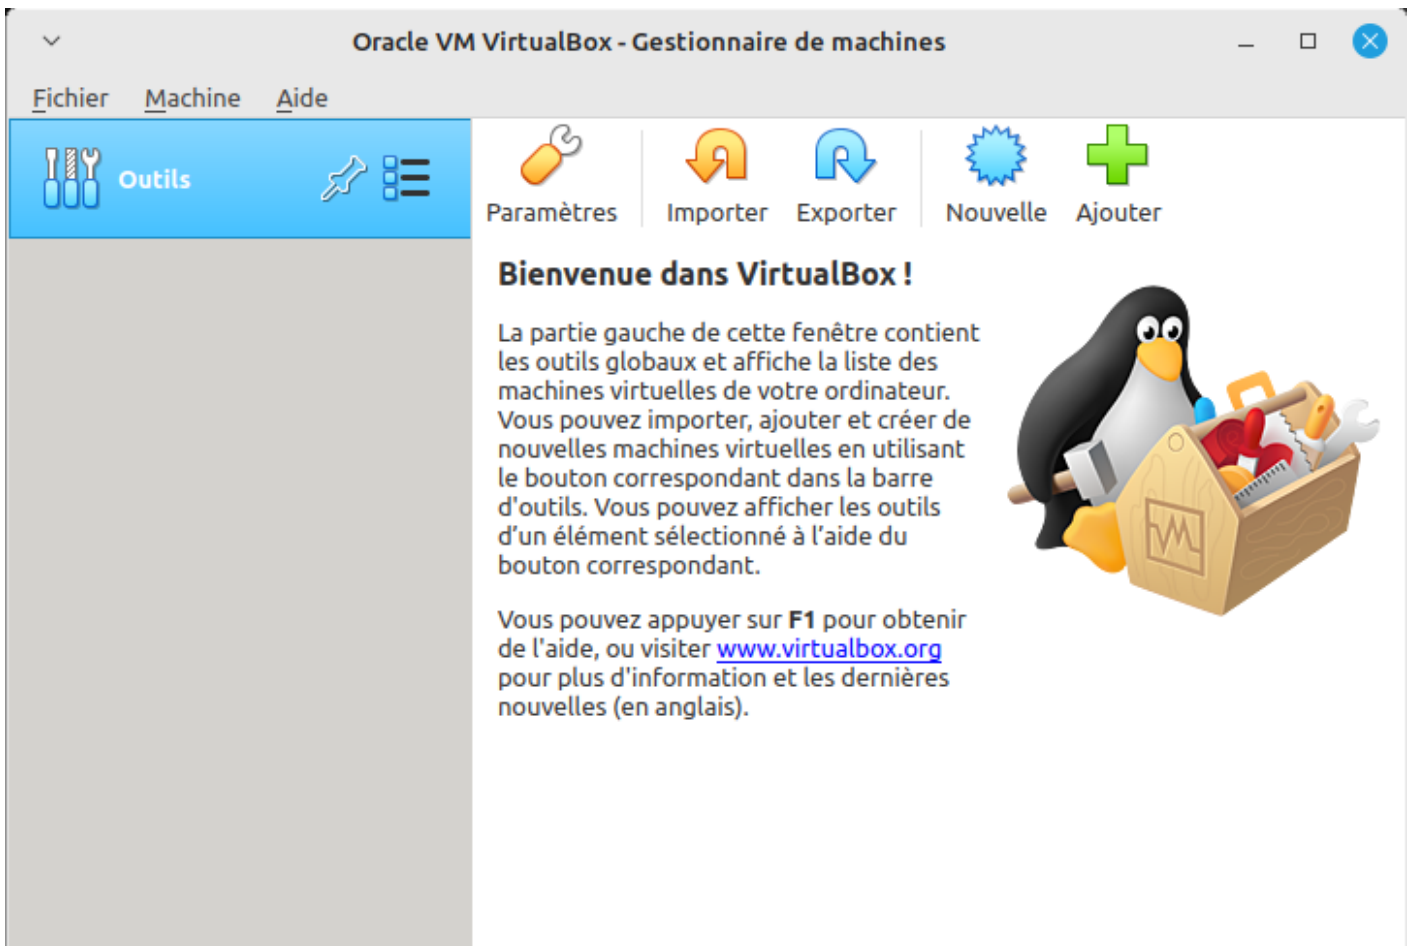 Oracle VM VirtualBox - Gestionnaire de machines
Fichier Machine Aide
Outils
Paramètres Importer Exporter Nouvelle Ajouter
Bienvenue dans VirtualBox !
La partie gauche de cette fenêtre contient
les outils globaux et affiche la liste des
machines virtuelles de votre ordinateur.
Vous pouvez importer, ajouter et créer de
nouvelles machines virtuelles en utilisant
le bouton correspondant dans la barre
d'outils. Vous pouvez afficher les outils
d’un élément sélectionné à l’aide du
bouton correspondant.
Vous pouvez appuyer sur F1 pour obtenir
de l'aide, ou visiter www.virtualbox.org
pour plus d'information et les dernières
nouvelles (en anglais).